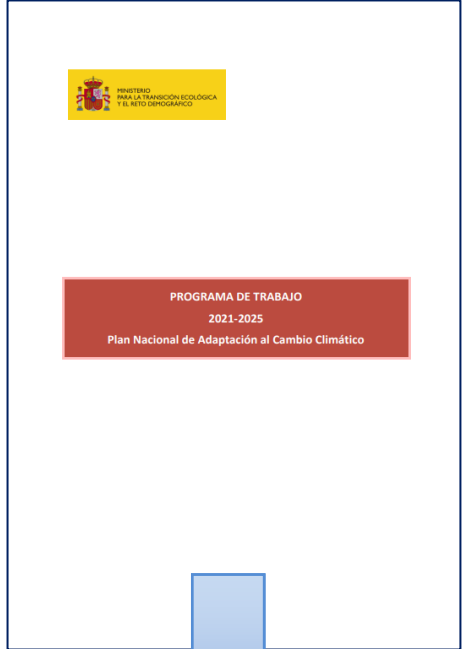 MINISTERIO
PARA LA TRANSICIÓN ECOLÓGICA
Y EL RETO DEMOGRÁFICO
PROGRAMA DE TRABAJO
2021-2025
Plan Nacional de Adaptación al Cambio Climático